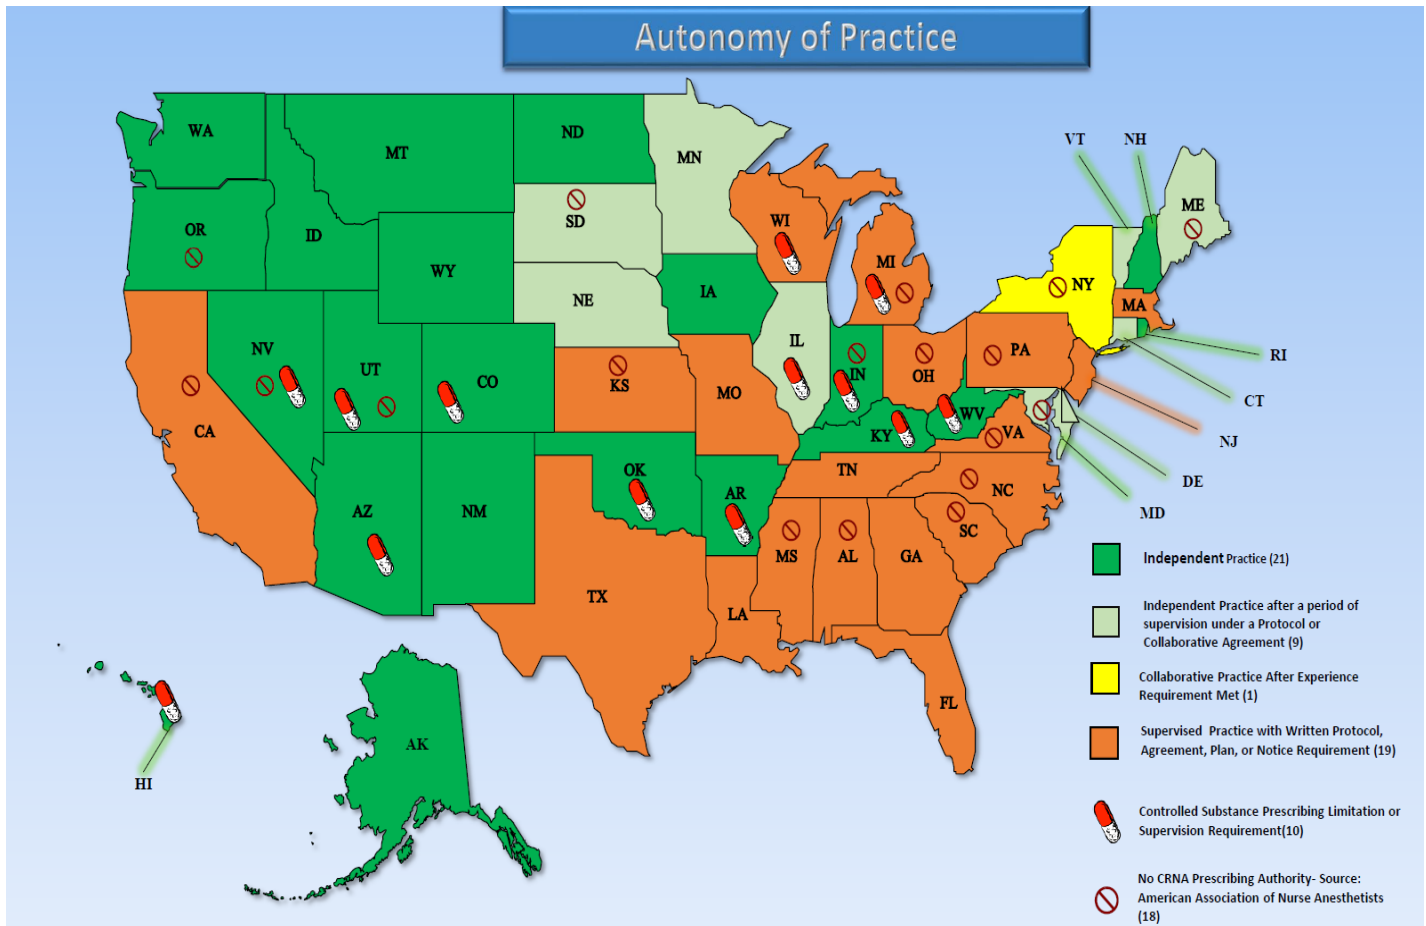 Autonomy of Practice
WA
MT
ND
MN
VT
NH
ME
OR
ID
SD
WI
MI
WY
NE
IA
NY
MA
NV
UT
CO
KS
MO
IL
IN
OH
PA
RI
CT
NJ
CA
KY
WV
VA
DE
MD
AZ
NM
OK
AR
TN
NC
SC
MS
AL
GA
TX
LA
FL
AK
HI
Independent Practice (21)
Independent Practice after a period of
supervision under a Protocol or
Collaborative Agreement (9)
Collaborative Practice After Experience
Requirement Met (1)
Supervised Practice with Written Protocol,
Agreement, Plan, or Notice Requirement (19)
Controlled Substance Prescribing Limitation or
Supervision Requirement(10)
No CRNA Prescribing Authority- Source:
American Association of Nurse Anesthetists
(18)